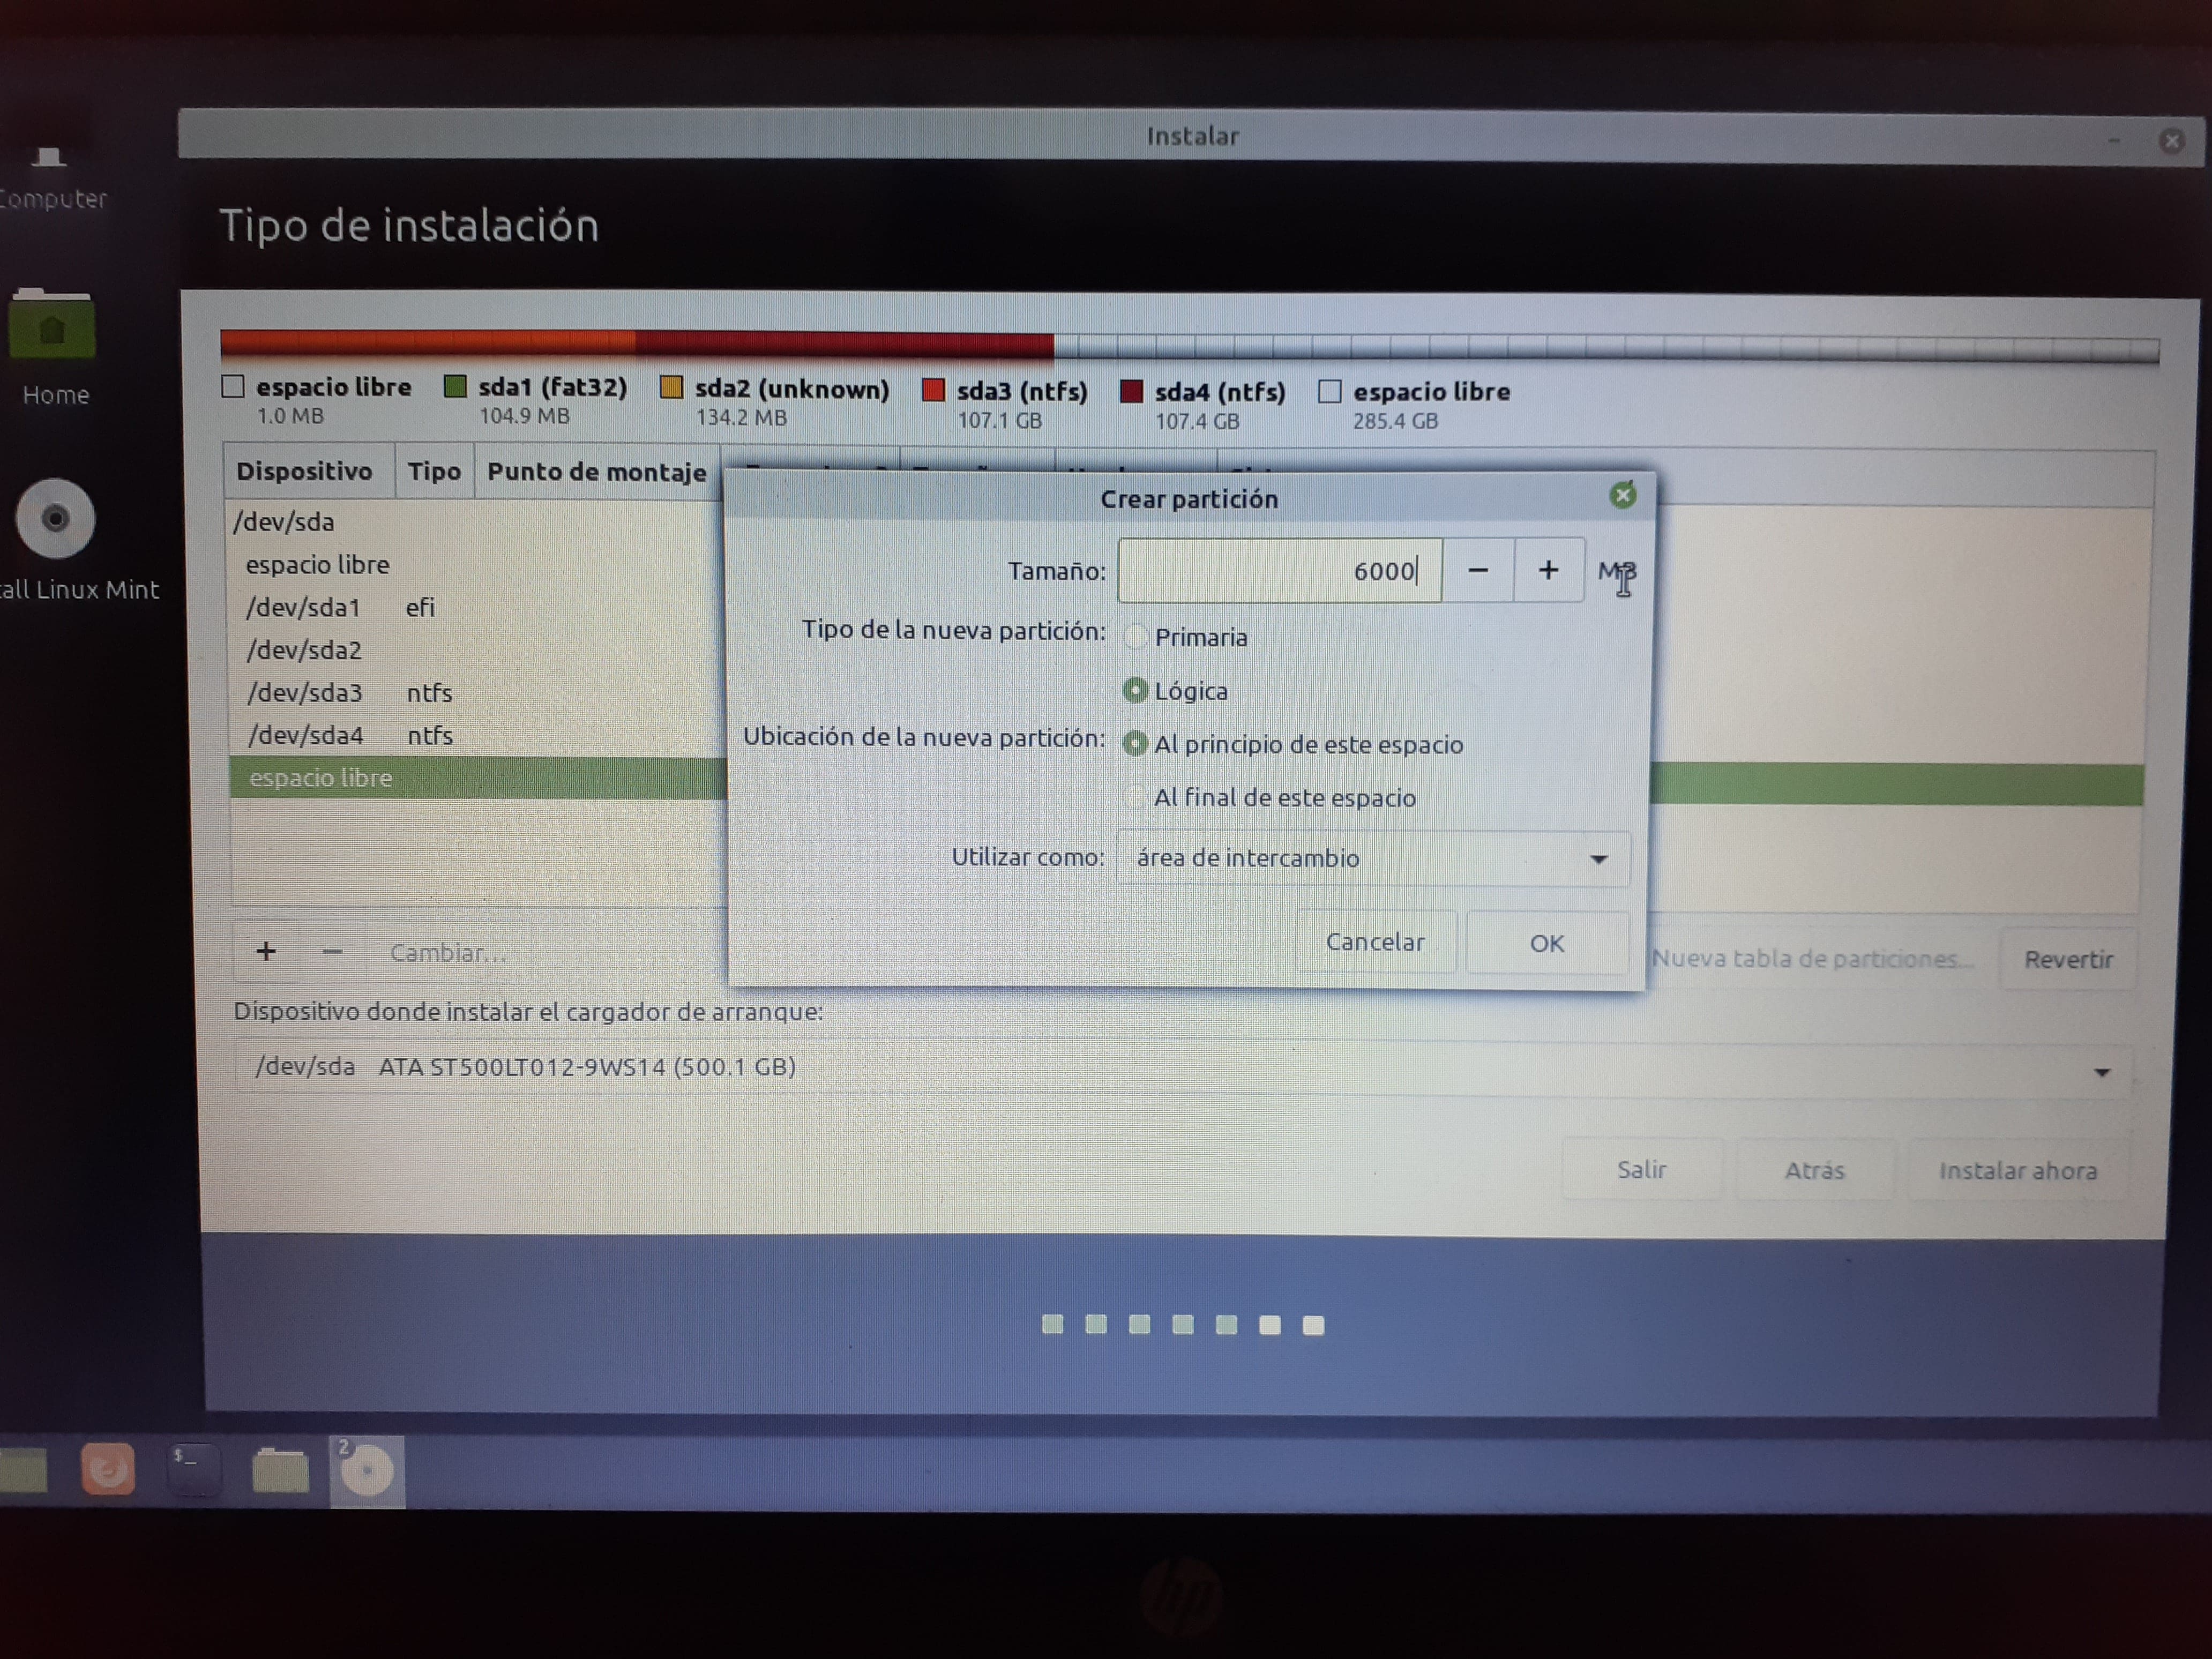 Instalar
Computer
Tipo de instalación
Home
espacio libre sda1 (fat32) sda2 (unknown) sda3 (ntfs) sda4 (ntfs) espacio libre
1.0 MB 104.9 MB 134.2 MB 107.1 GB 107.4 GB 285.4 GB
Dispositivo Tipo Punto de montaje
/dev/sda
espacio libre
/dev/sda1 efi
/dev/sda2
/dev/sda3 ntfs
/dev/sda4 ntfs
espacio libre
all Linux Mint
Crear partición
Tamaño: 6000 − + MB
Tipo de la nueva partición: Primaria
Lógica
Ubicación de la nueva partición: Al principio de este espacio
Al final de este espacio
Utilizar como: área de intercambio
Cancelar OK
+ − Cambiar... Nueva tabla de particiones... Revertir
Dispositivo donde instalar el cargador de arranque:
/dev/sda ATA ST500LT012-9WS14 (500.1 GB)
Salir Atrás Instalar ahora
$_
2
hp